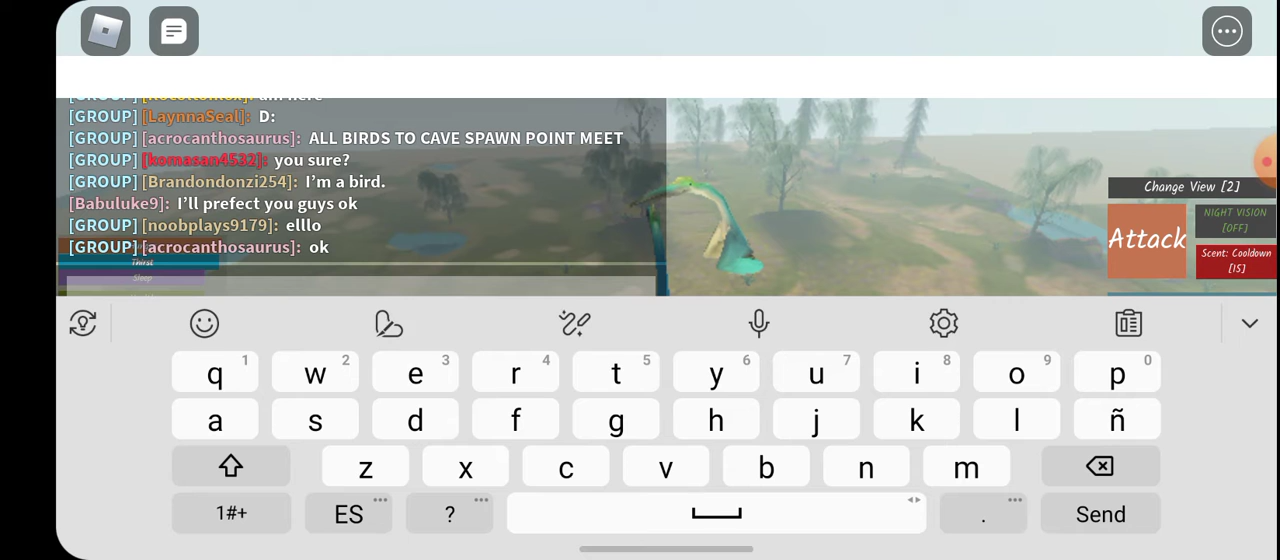 [GROUP] [LaynnaSeal]: D:
[GROUP] [acrocanthosaurus]: ALL BIRDS TO CAVE SPAWN POINT MEET
[GROUP] [komasan4532]: you sure?
[GROUP] [Brandondonzi254]: I'm a bird.
[Babuluke9]: I'll prefect you guys ok
[GROUP] [noobplays9179]: elllo
[GROUP] [acrocanthosaurus]: ok
Thirst
Sleep
Change View [2]
Attack
NIGHT VISION
[OFF]
Scent: Cooldown
[15]
q 1 w 2 e 3 r 4 t 5 y 6 u 7 i 8 o 9 p 0
a s d f g h j k l ñ
z x c v b n m
1#+ ES ? . Send